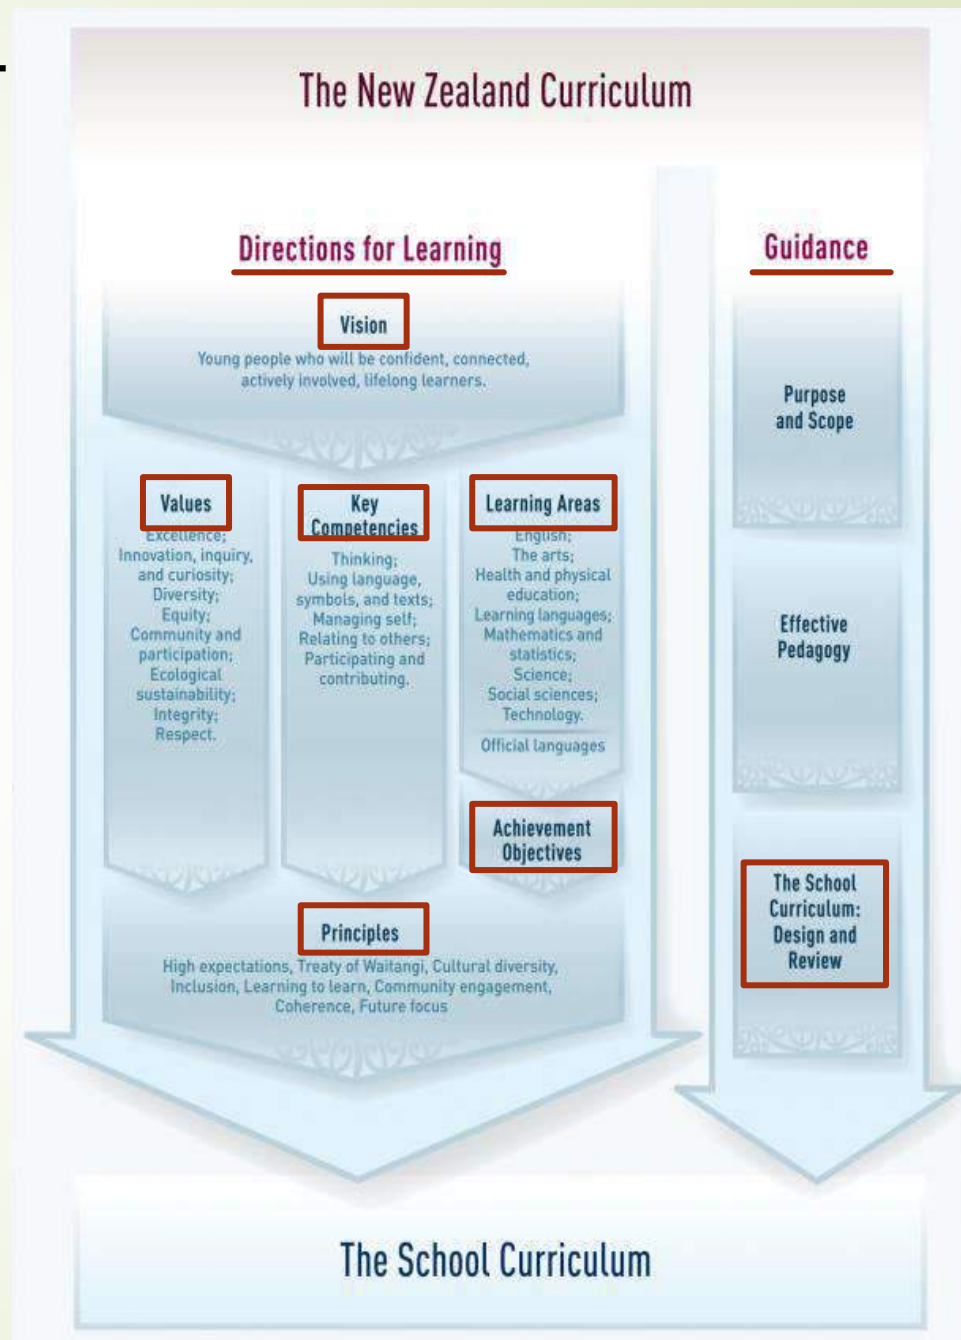 The New Zealand Curriculum
Directions for Learning
Vision
Young people who will be confident, connected,
actively involved, lifelong learners.
Values
Excellence;
Innovation, inquiry,
and curiosity;
Diversity;
Equity;
Community and
participation;
Ecological
sustainability;
Integrity;
Respect.
Key
Competencies
Thinking;
Using language,
symbols, and texts;
Managing self;
Relating to others;
Participating and
contributing.
Learning Areas
English;
The arts;
Health and physical
education;
Learning languages;
Mathematics and
statistics;
Science;
Social sciences;
Technology.
Official languages
Achievement
Objectives
Principles
High expectations, Treaty of Waitangi, Cultural diversity,
Inclusion, Learning to learn, Community engagement,
Coherence, Future focus
Guidance
Purpose
and Scope
Effective
Pedagogy
The School
Curriculum:
Design and
Review
The School Curriculum